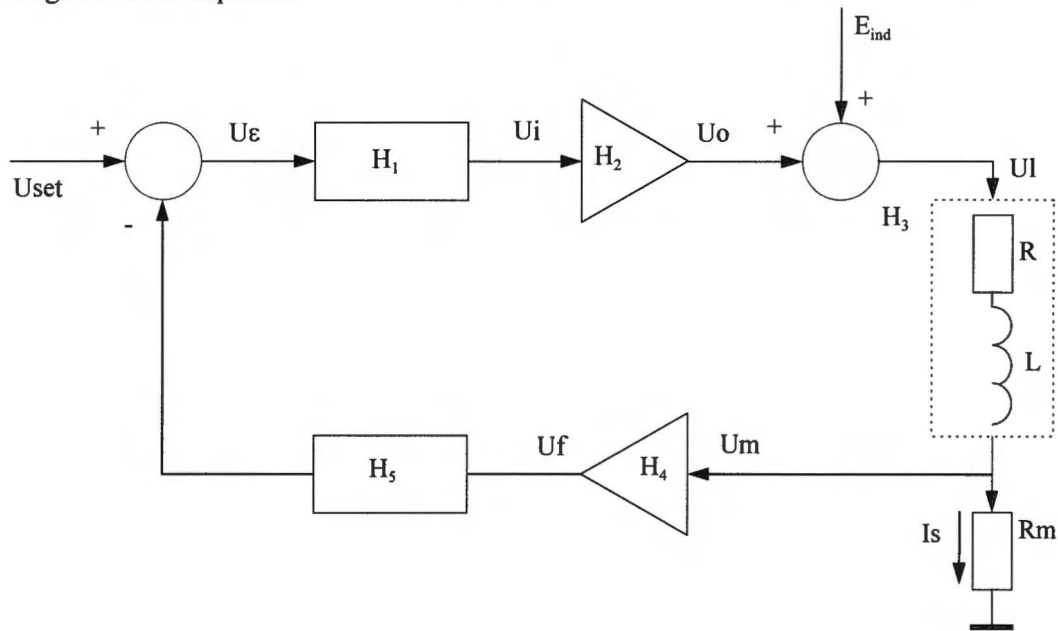 E_ind
+
+
Uε
H₁
Ui
H₂
Uo
+
Uset
-
H₃
Ul
R
L
H₅
Uf
H₄
Um
Is
Rm